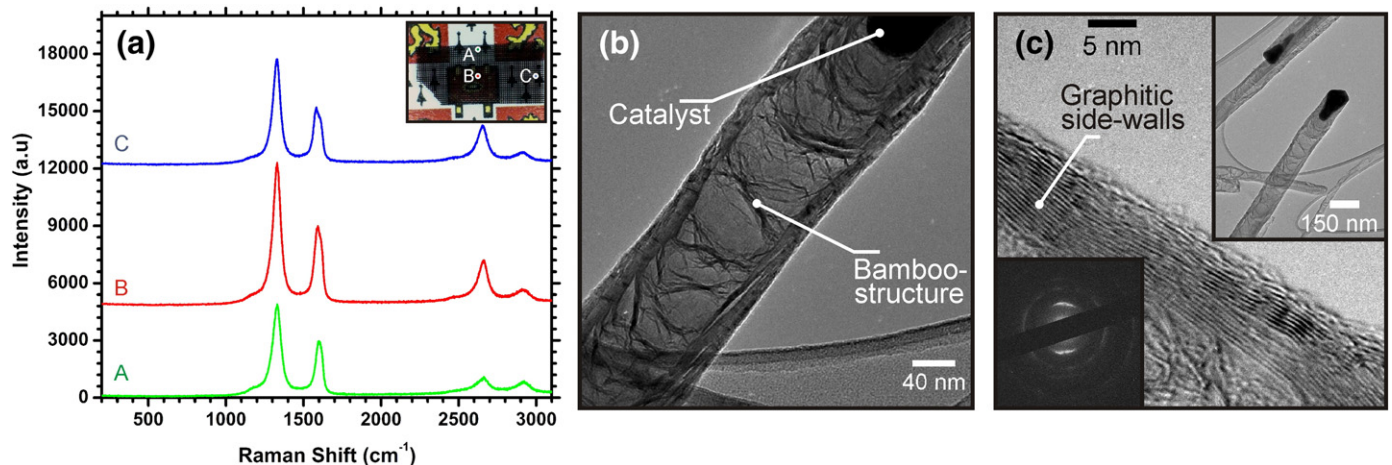 (a)
18000
15000
12000
9000
6000
3000
0
Intensity (a.u)
C
B
A
A
B
C
500 1000 1500 2000 2500 3000
Raman Shift (cm⁻¹)
(b)
Catalyst
Bamboo-
structure
40 nm
(c)
5 nm
Graphitic
side-walls
150 nm